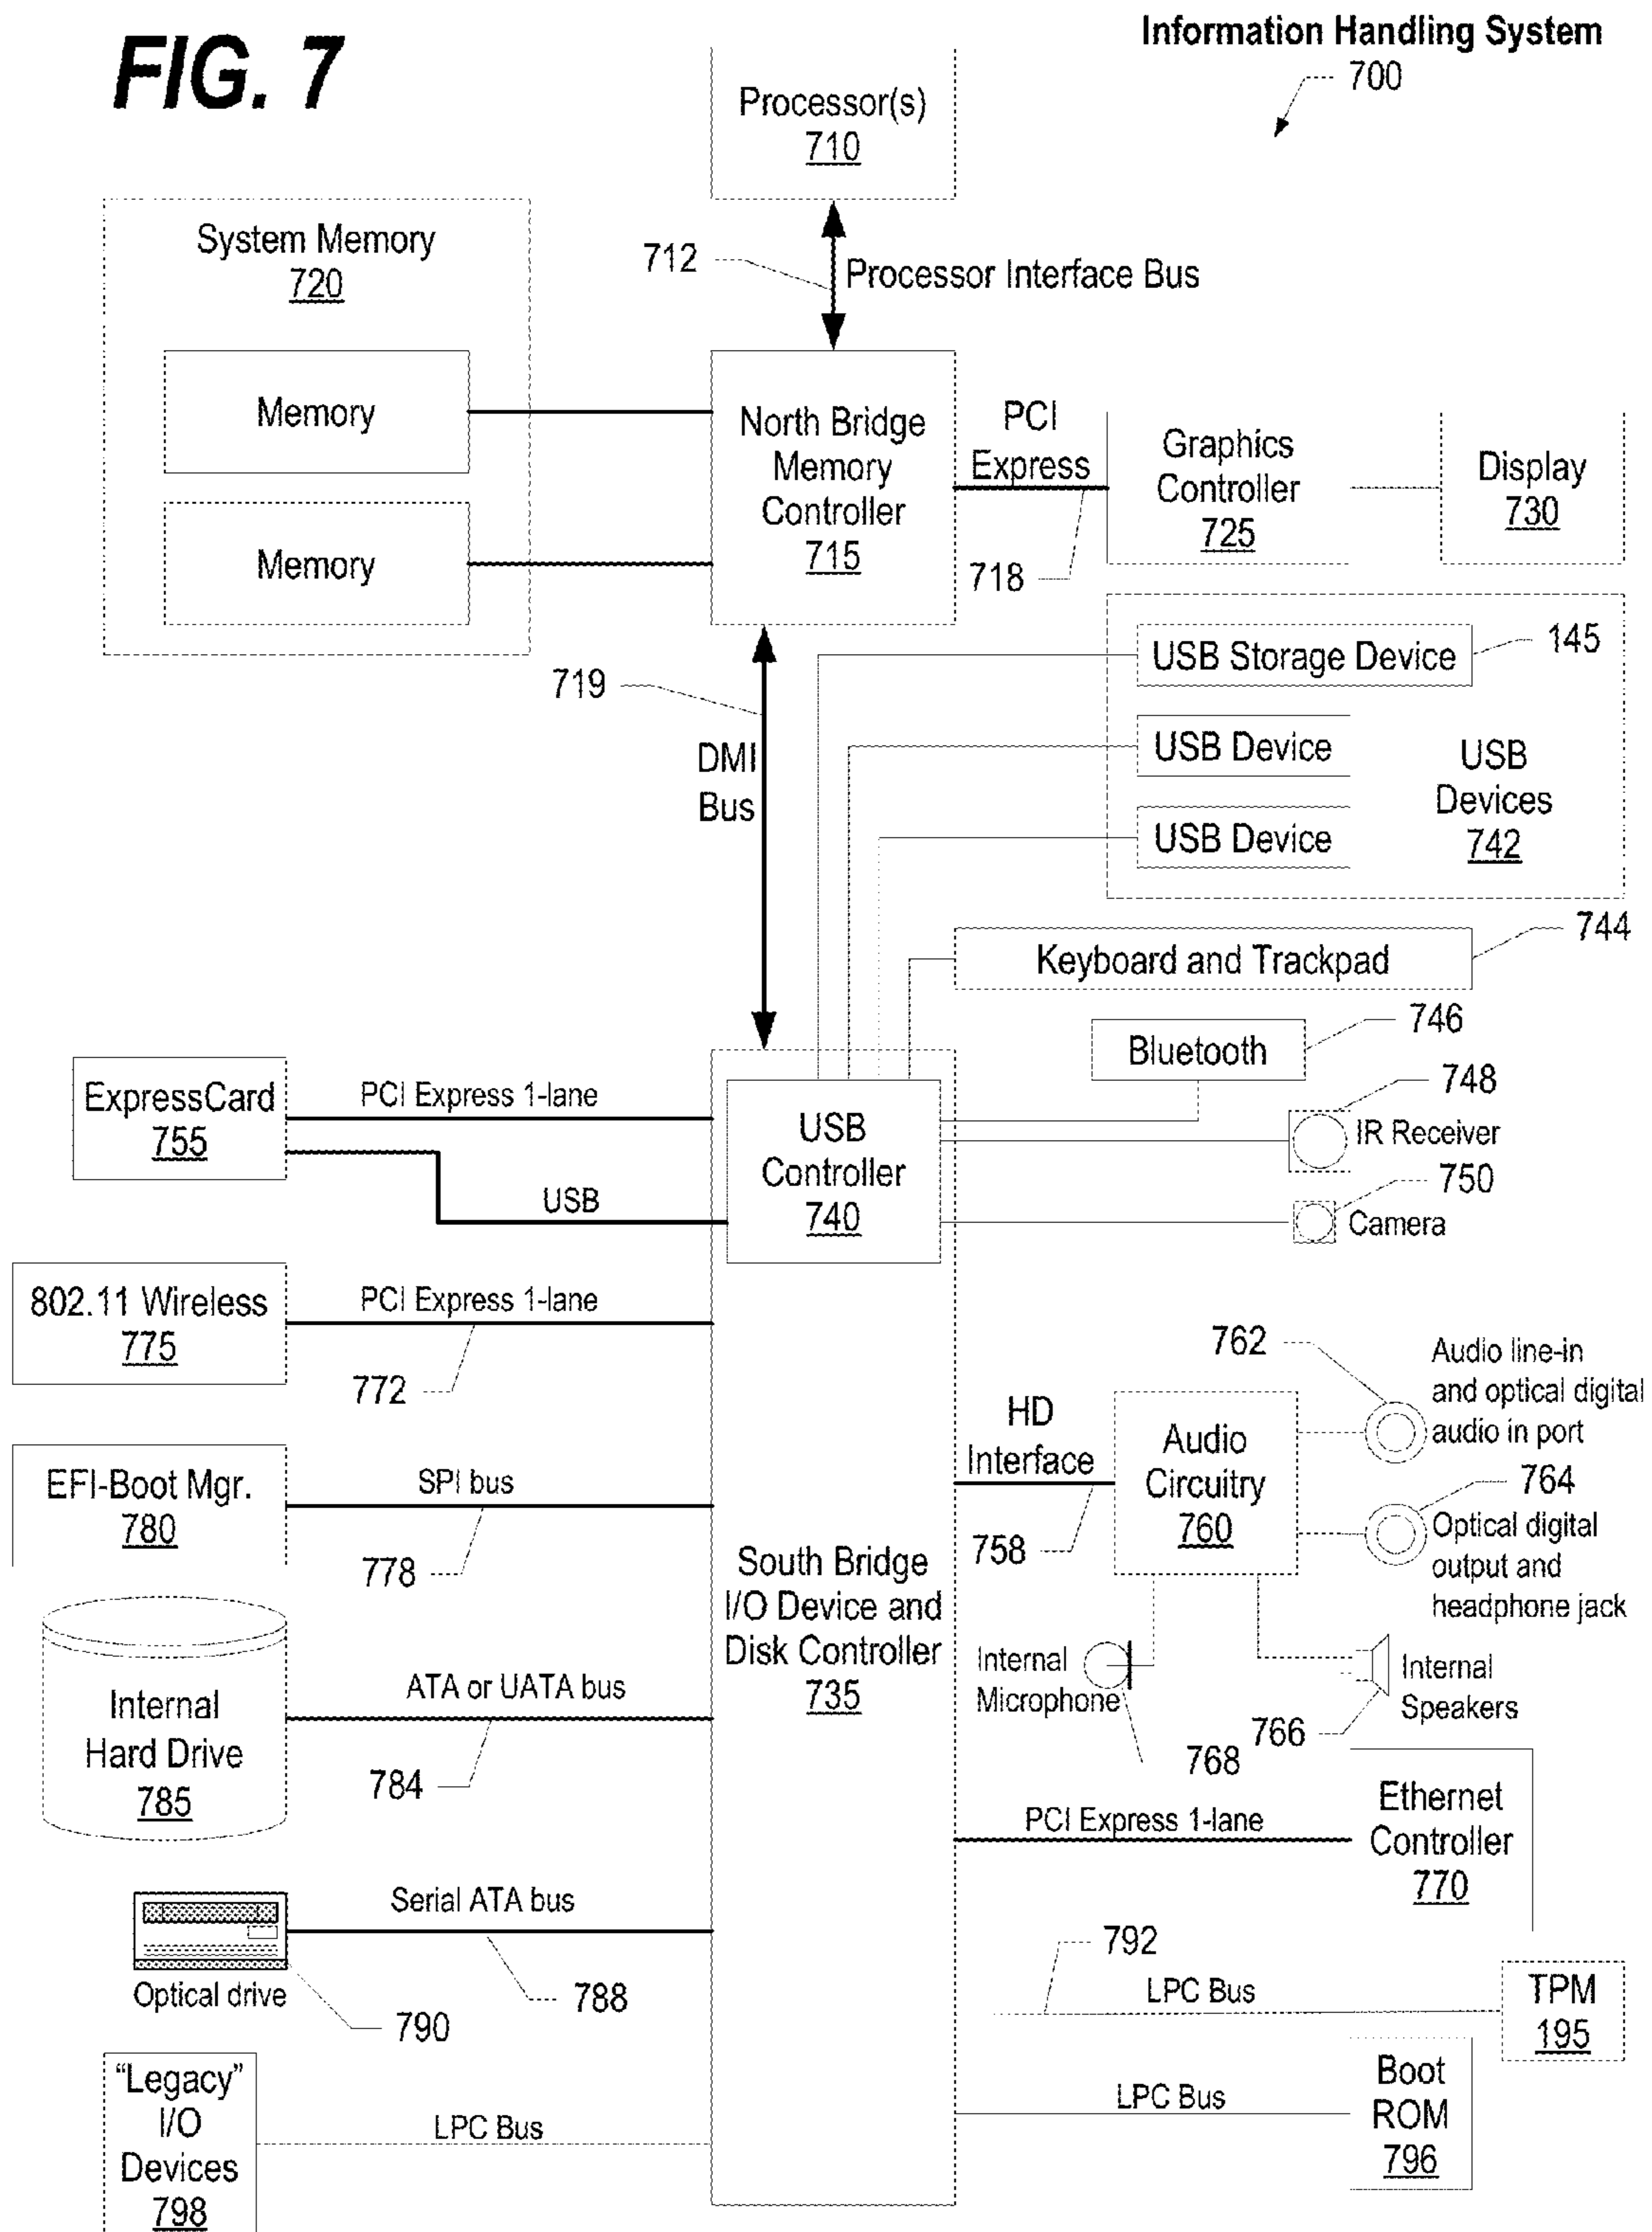 FIG. 7
Information Handling System
700
Processor(s)
710
System Memory
720
712
Processor Interface Bus
Memory
Memory
North Bridge
Memory
Controller
715
PCI
Express
718
Graphics
Controller
725
Display
730
USB Storage Device
145
USB Device
USB Device
USB
Devices
742
719
DMI
Bus
Keyboard and Trackpad
744
Bluetooth
746
748
IR Receiver
750
Camera
ExpressCard
755
PCI Express 1-lane
USB
USB
Controller
740
802.11 Wireless
775
PCI Express 1-lane
772
762
Audio line-in
and optical digital
audio in port
HD
Interface
758
Audio
Circuitry
760
764
Optical digital
output and
headphone jack
EFI-Boot Mgr.
780
SPI bus
778
South Bridge
I/O Device and
Disk Controller
735
Internal
Microphone
768
Internal
Speakers
766
Internal
Hard Drive
785
ATA or UATA bus
784
PCI Express 1-lane
Ethernet
Controller
770
Serial ATA bus
788
Optical drive
790
792
LPC Bus
TPM
195
"Legacy"
I/O
Devices
798
LPC Bus
LPC Bus
Boot
ROM
796